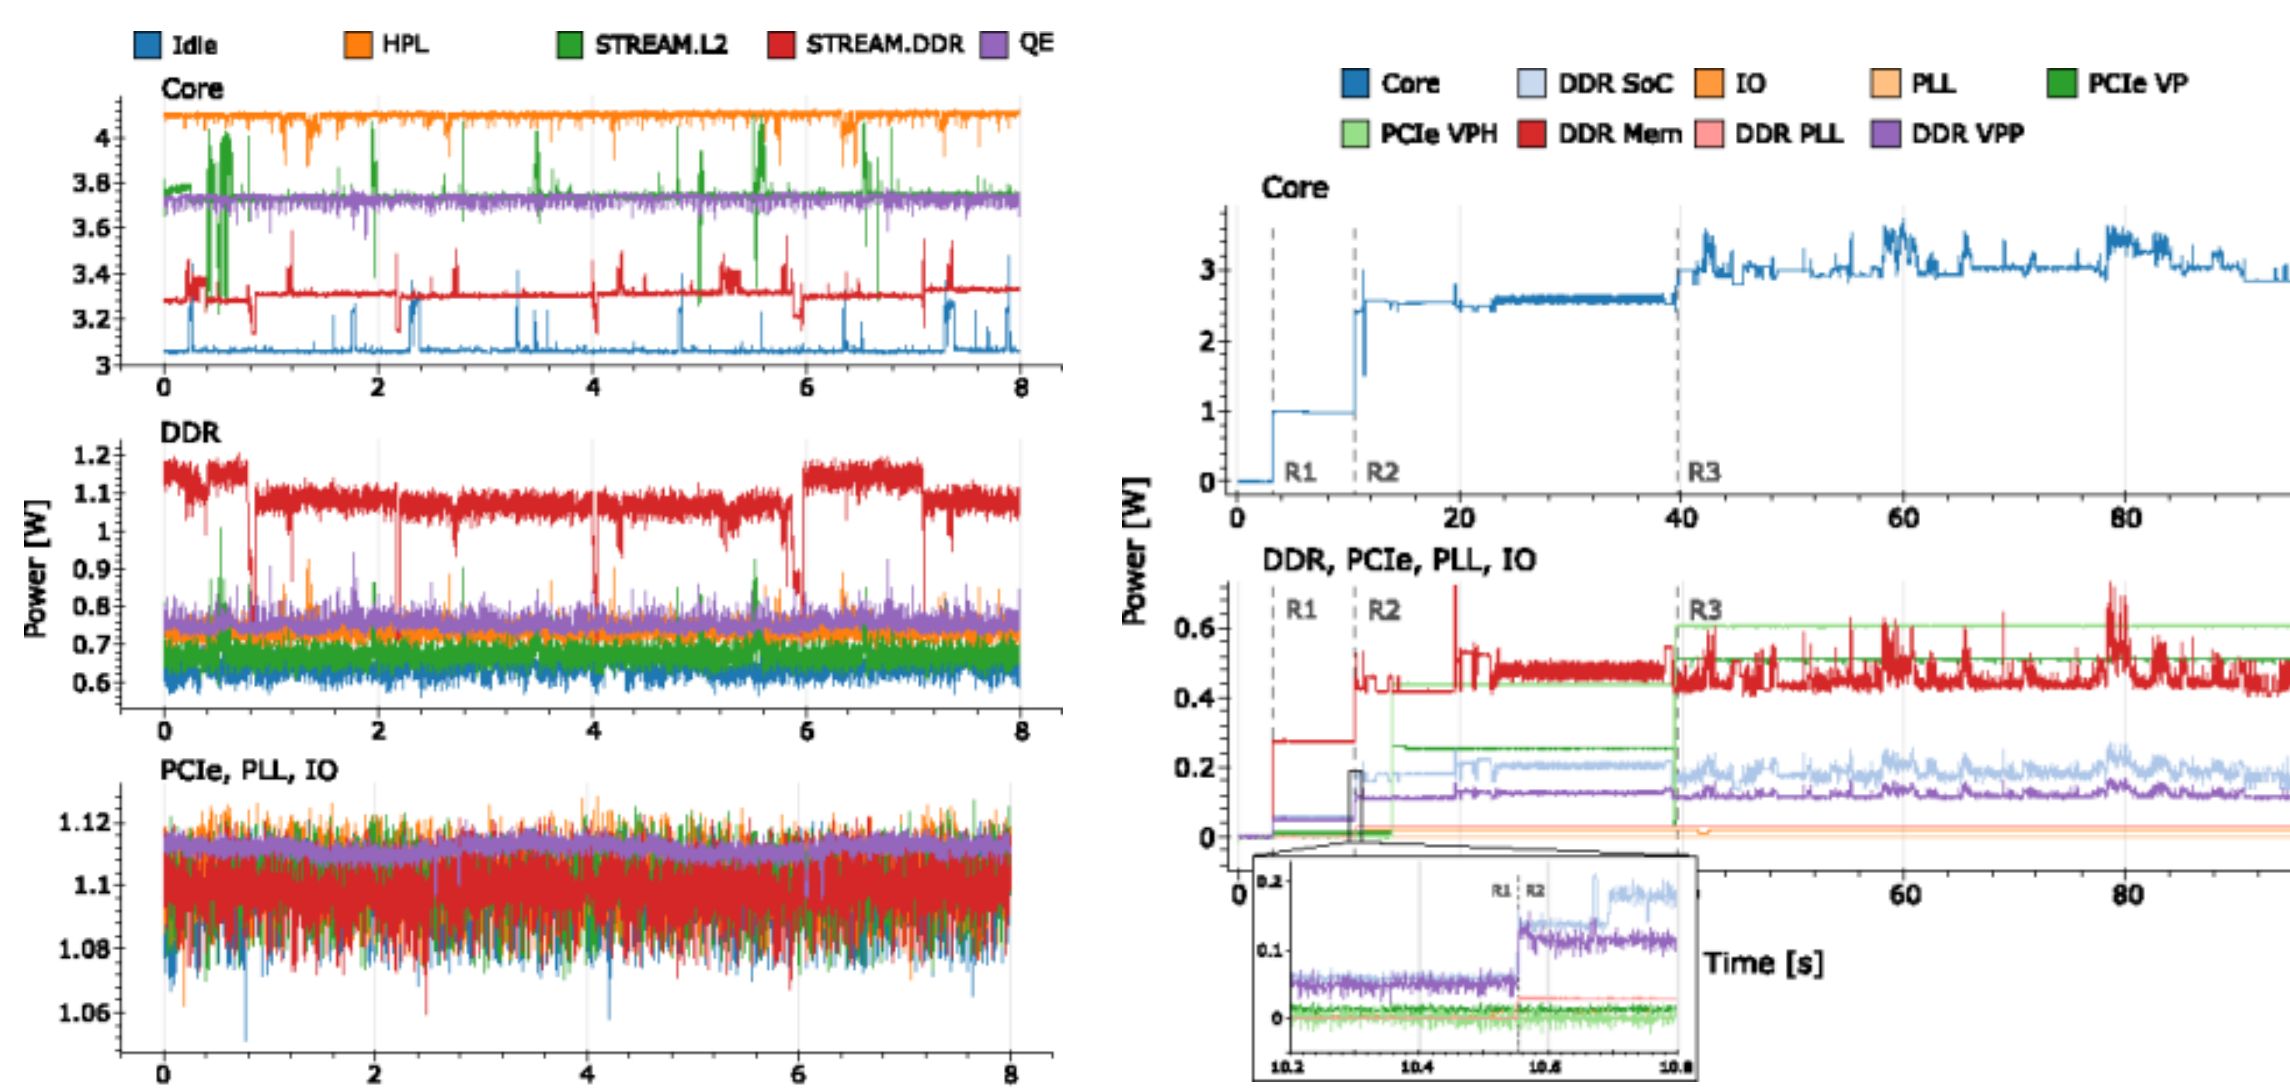 Idle HPL STREAM.L2 STREAM.DDR QE
Core
4
3.8
3.6
3.4
3.2
3
0 2 4 6 8
DDR
1.2
1.1
1
0.9
0.8
0.7
0.6
0 2 4 6 8
Power [W]
PCIe, PLL, IO
1.12
1.1
1.08
1.06
0 2 4 6 8
Core DDR SoC IO PLL PCIe VP
PCIe VPH DDR Mem DDR PLL DDR VPP
Core
3
2
1
0
R1 R2 R3
0 20 40 60 80
Power [W]
DDR, PCIe, PLL, IO
R1 R2 R3
0.6
0.4
0.2
0
0 60 80
R1 R2
0.2
0.1
0
10.2 10.4 10.6 10.8
Time [s]